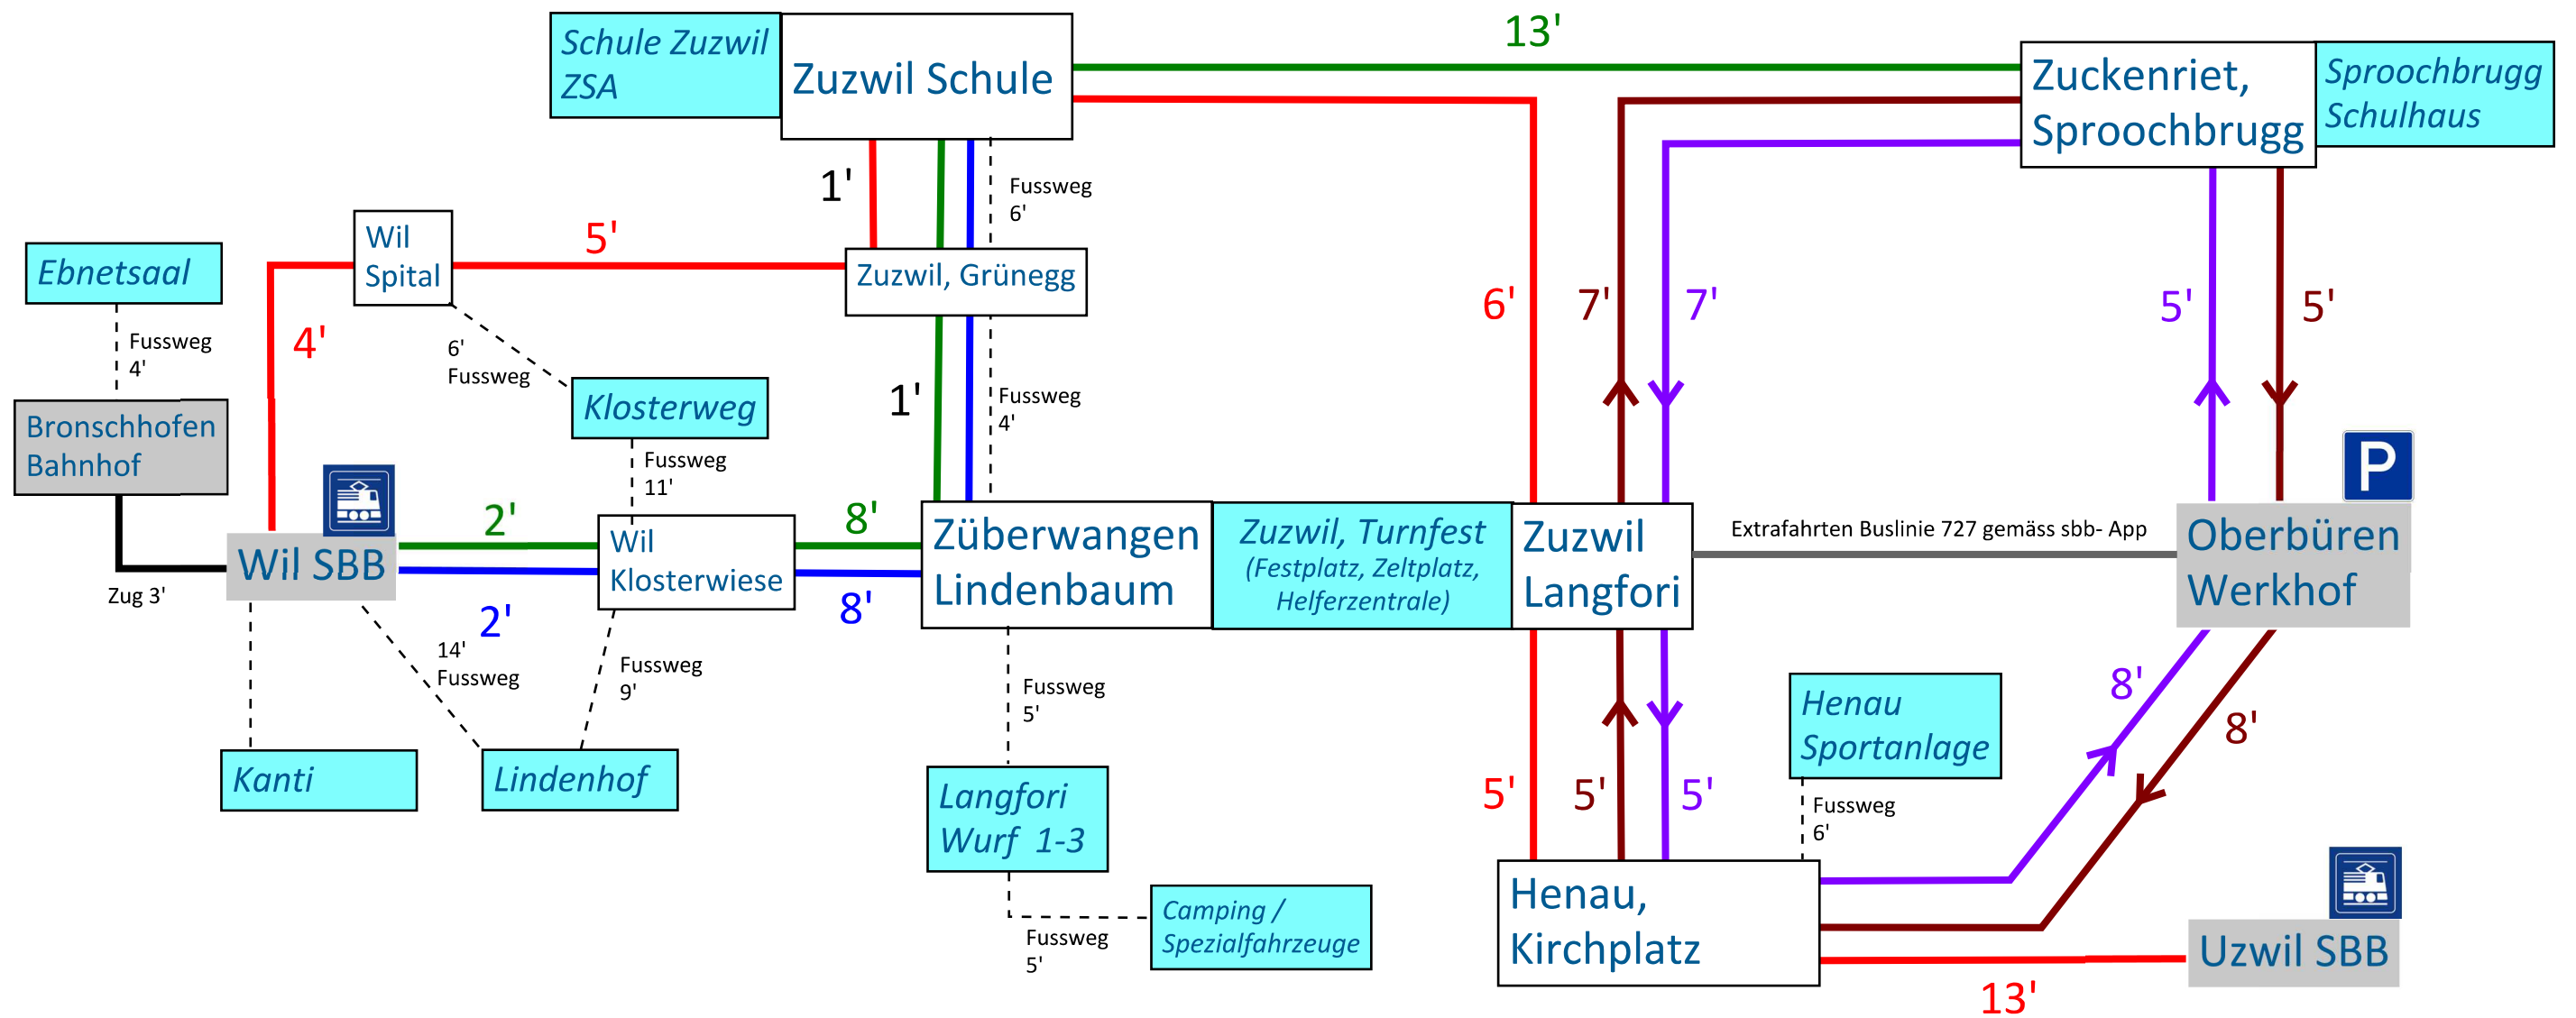 Schule Zuzwil
ZSA
Zuzwil Schule
13'
Zuckenriet,
Sproochbrugg
Sproochbrugg
Schulhaus
1'
Fussweg
6'
Wil
Spital
5'
Zuzwil, Grünegg
Ebnetsaal
Fussweg
4'
4'
6'
Fussweg
Klosterweg
1'
Fussweg
4'
6'
7'
7'
5'
5'
Bronschhofen
Bahnhof
Fussweg
11'
P
Wil SBB
Zug 3'
2'
2'
Wil
Klosterwiese
8'
8'
Züberwangen
Lindenbaum
Zuzwil, Turnfest
(Festplatz, Zeltplatz,
Helferzentrale)
Zuzwil
Langfori
Extrafahrten Buslinie 727 gemäss sbb- App
Oberbüren
Werkhof
14'
Fussweg
Fussweg
9'
Fussweg
5'
Kanti
Lindenhof
Langfori
Wurf 1-3
5'
5'
5'
Henau
Sportanlage
Fussweg
6'
8'
8'
Fussweg
5'
Camping /
Spezialfahrzeuge
Henau,
Kirchplatz
13'
Uzwil SBB